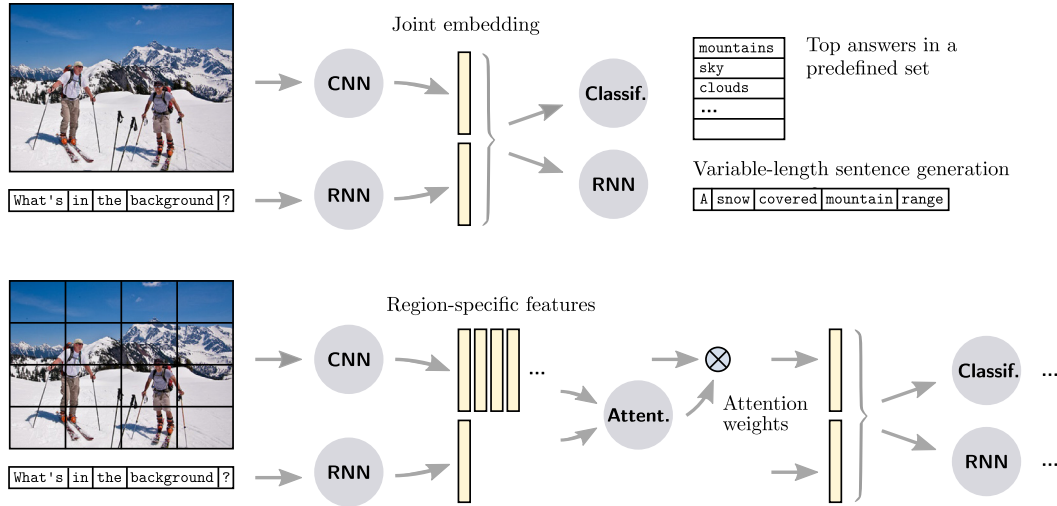 Joint embedding
CNN
Classif.
mountains
sky
clouds
...
Top answers in a
predefined set
What's in the background ?
RNN
RNN
Variable-length sentence generation
A snow covered mountain range
Region-specific features
CNN
...
Attent.
Attention
weights
Classif. ...
What's in the background ?
RNN
RNN ...